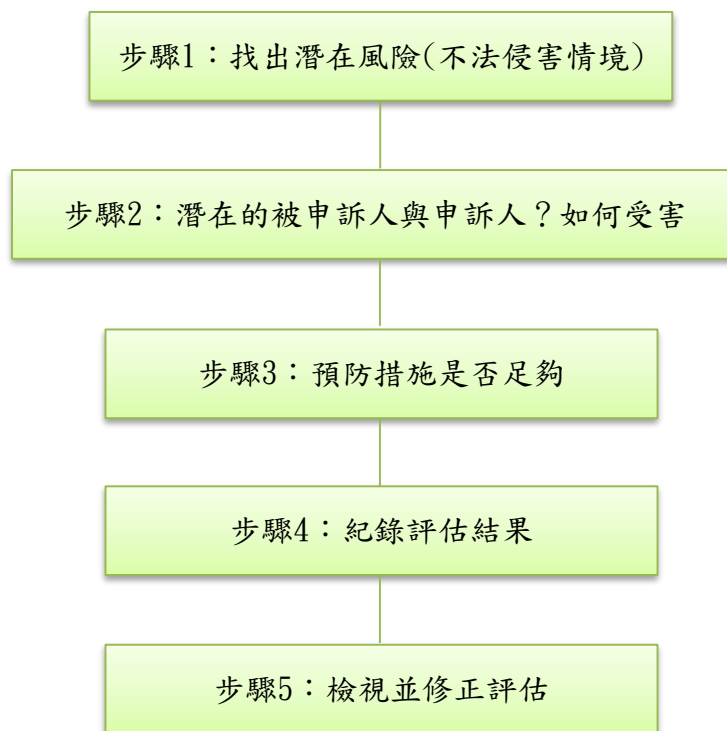 步驟1：找出潛在風險(不法侵害情境)
步驟2：潛在的被申訴人與申訴人？如何受害
步驟3：預防措施是否足夠
步驟4：紀錄評估結果
步驟5：檢視並修正評估